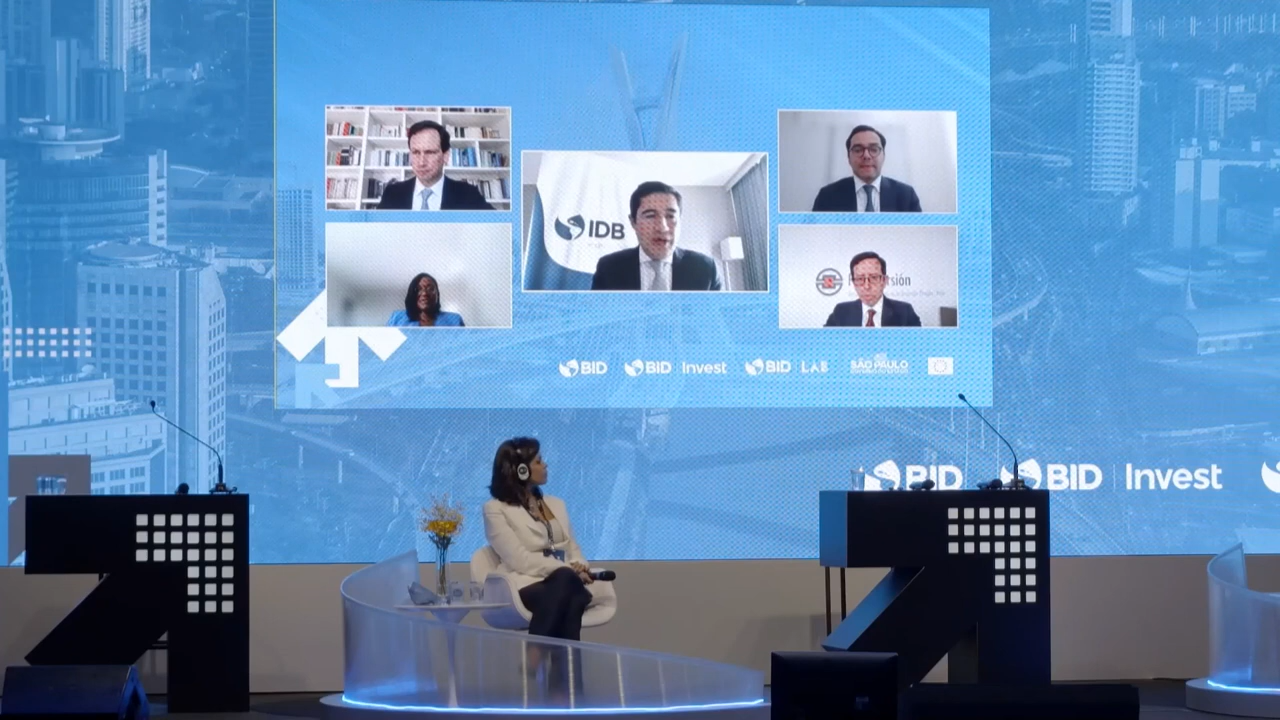 IDB
BID
BID Invest
BID LAB
SÃO PAULO
BID
BID Invest